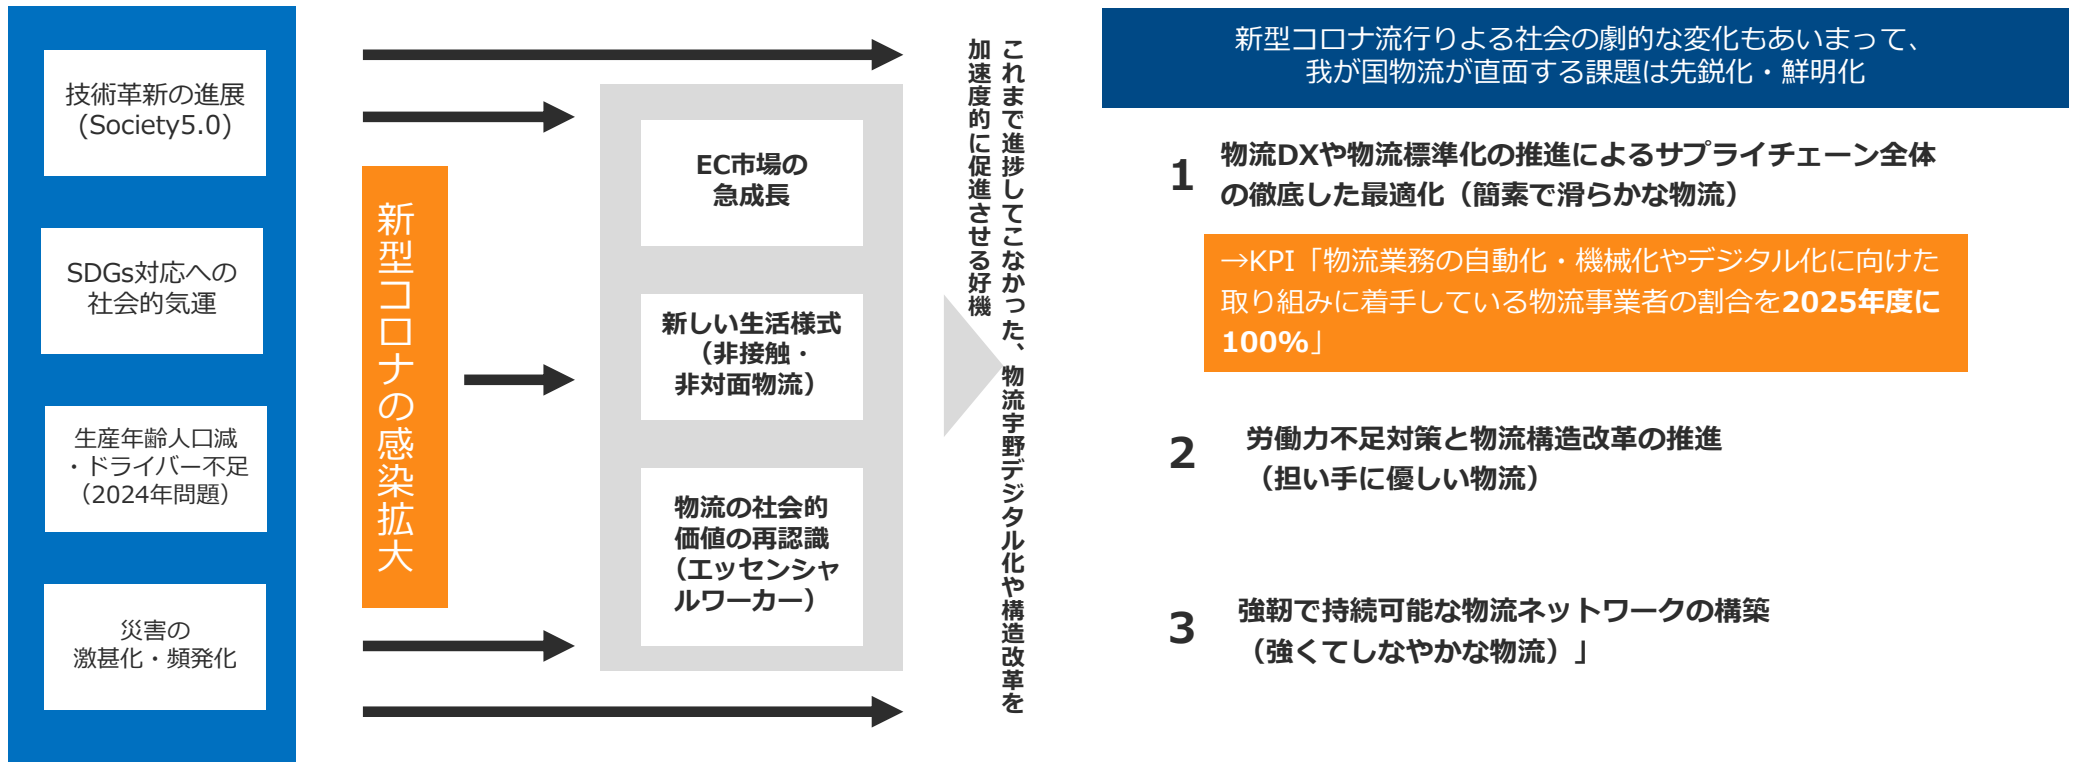 技術革新の進展
(Society5.0)
SDGs対応への
社会的気運
生産年齢人口減
・ドライバー不足
（2024年問題）
災害の
激甚化・頻発化
新型コロナの感染拡大
EC市場の
急成長
新しい生活様式
（非接触・
非対面物流）
物流の社会的
価値の再認識
（エッセンシャ
ルワーカー）
これまで進捗してこなかった、物流宇野デジタル化や構造改革を
加速度的に促進させる好機
新型コロナ流行りよる社会の劇的な変化もあいまって、
我が国物流が直面する課題は先鋭化・鮮明化
1
物流DXや物流標準化の推進によるサプライチェーン全体
の徹底した最適化（簡素で滑らかな物流）
→KPI「物流業務の自動化・機械化やデジタル化に向けた
取り組みに着手している物流事業者の割合を2025年度に
100%」
2
労働力不足対策と物流構造改革の推進
（担い手に優しい物流）
3
強靭で持続可能な物流ネットワークの構築
（強くてしなやかな物流）」